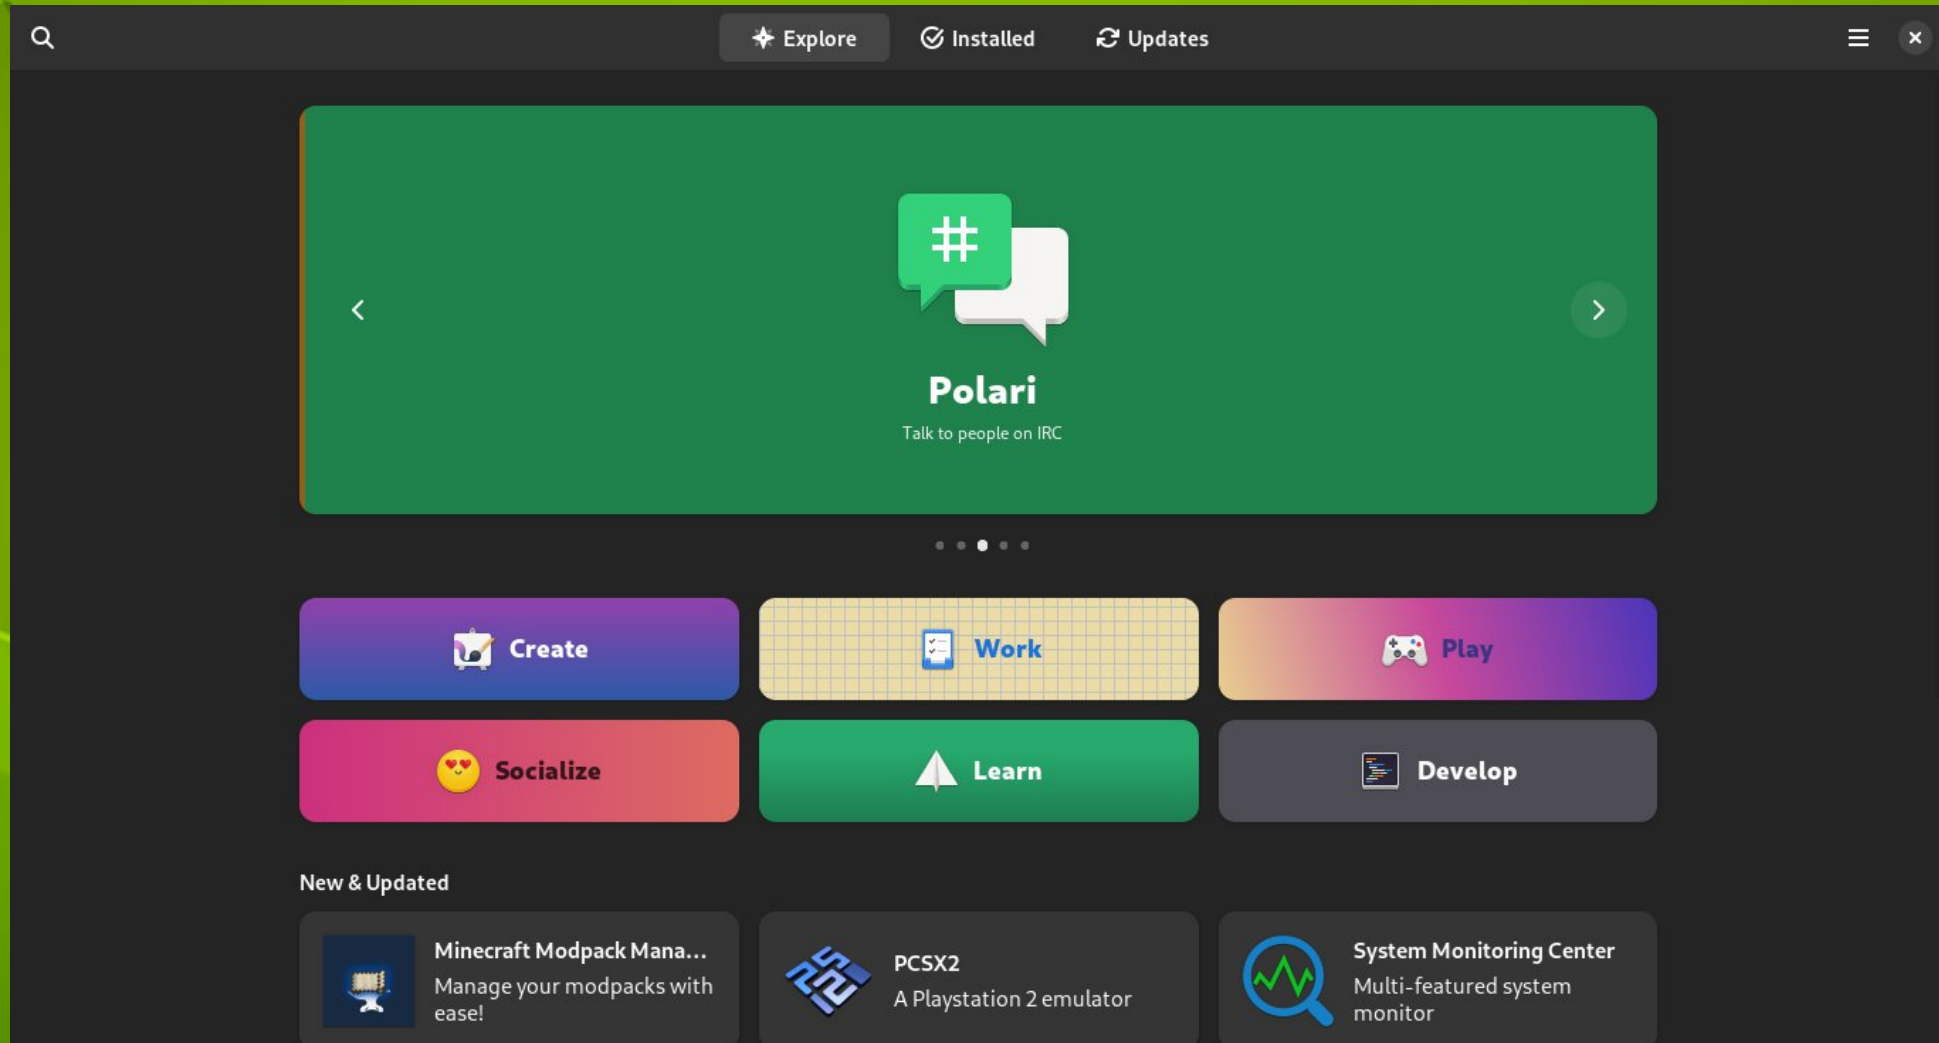 Explore
Installed
Updates
#
Polari
Talk to people on IRC
Create
Work
Play
Socialize
Learn
Develop
New & Updated
Minecraft Modpack Mana...
Manage your modpacks with
ease!
PCSX2
A Playstation 2 emulator
System Monitoring Center
Multi-featured system
monitor